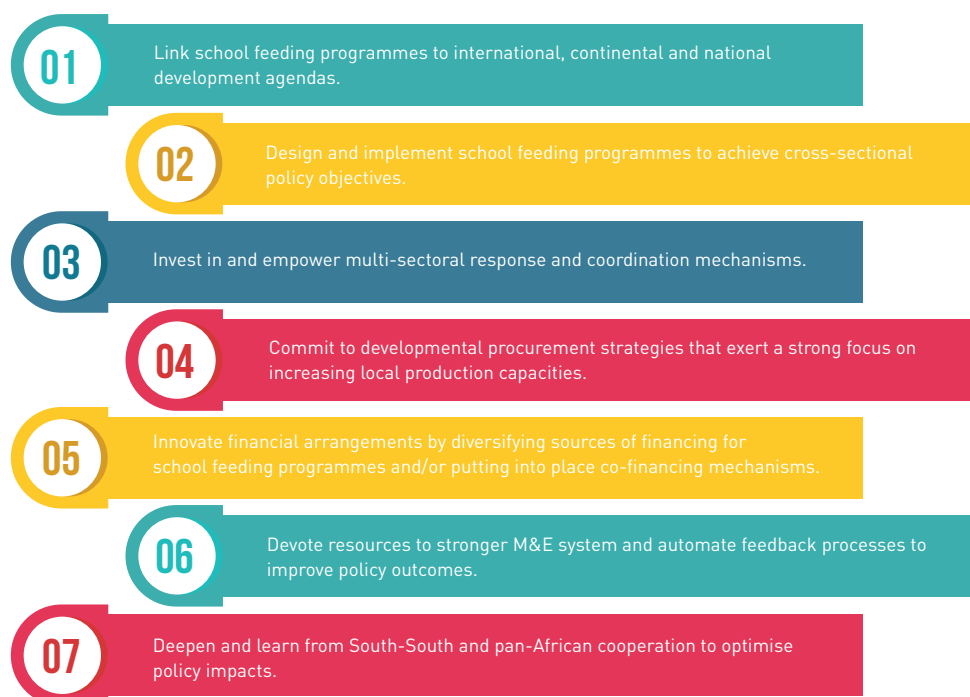 01
Link school feeding programmes to international, continental and national
development agendas.
02
Design and implement school feeding programmes to achieve cross-sectional
policy objectives.
03
Invest in and empower multi-sectoral response and coordination mechanisms.
04
Commit to developmental procurement strategies that exert a strong focus on
increasing local production capacities.
05
Innovate financial arrangements by diversifying sources of financing for
school feeding programmes and/or putting into place co-financing mechanisms.
06
Devote resources to stronger M&E system and automate feedback processes to
improve policy outcomes.
07
Deepen and learn from South-South and pan-African cooperation to optimise
policy impacts.